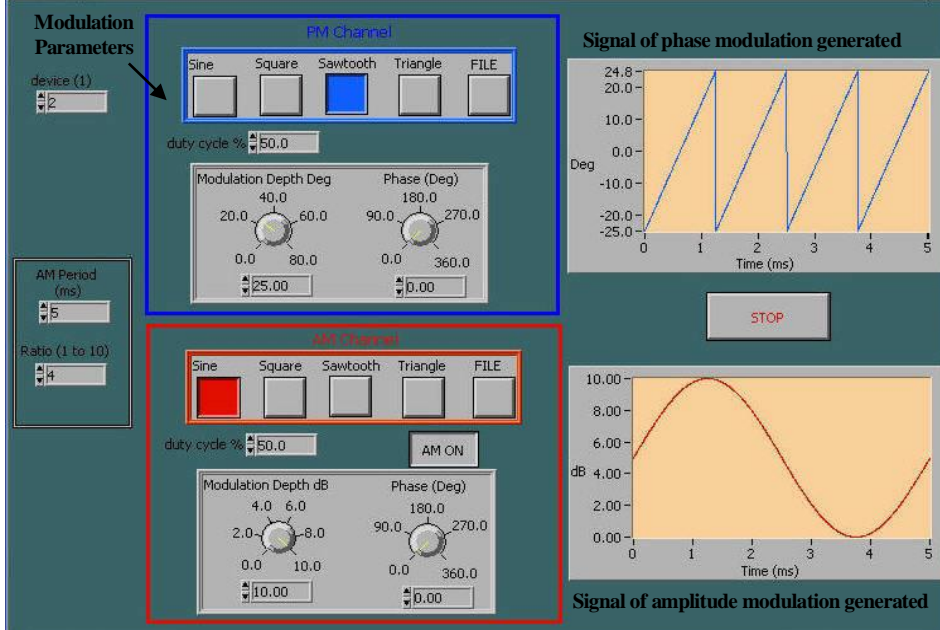 Modulation
Parameters
device (1)
2
AM Period
(ms)
5
Ratio (1 to 10)
4
PM Channel
Sine Square Sawtooth Triangle FILE
duty cycle % 50.0
Modulation Depth Deg
40.0
20.0 60.0
0.0 80.0
25.00
Phase (Deg)
180.0
90.0 270.0
0.0 360.0
0.00
Signal of phase modulation generated
24.8
20.0
10.0
0.0
Deg
-10.0
-20.0
-25.0
0 1 2 3 4 5
Time (ms)
STOP
AM Channel
Sine Square Sawtooth Triangle FILE
duty cycle % 50.0
AM ON
Modulation Depth dB
4.0 6.0
2.0 8.0
0.0 10.0
10.00
Phase (Deg)
180.0
90.0 270.0
0.0 360.0
0.00
10.00
8.00
6.00
dB 4.00
2.00
0.00
0 1 2 3 4 5
Time (ms)
Signal of amplitude modulation generated